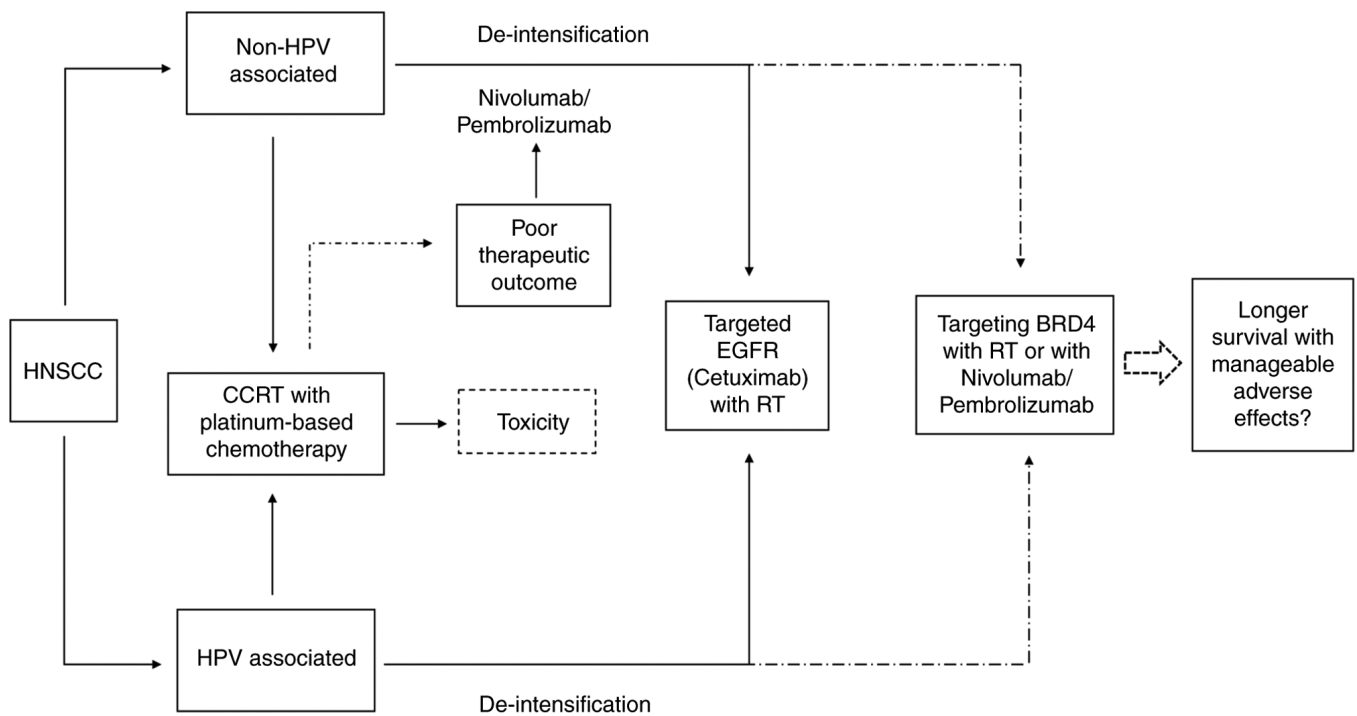 Non-HPV
associated
De-intensification
Nivolumab/
Pembrolizumab
Poor
therapeutic
outcome
HNSCC
CCRT with
platinum-based
chemotherapy
Toxicity
Targeted
EGFR
(Cetuximab)
with RT
Targeting BRD4
with RT or with
Nivolumab/
Pembrolizumab
Longer
survival with
manageable
adverse
effects?
HPV associated
De-intensification